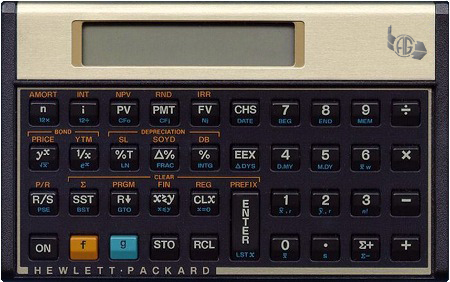 AMORT INT NPV RND IRR
n i PV PMT FV CHS 7 8 9 ÷
12× 12÷ CFo CFj Nj DATE BEG END MEM
BOND DEPRECIATION
PRICE YTM SL SOYD DB
yˣ 1/x %T Δ% % EEX 4 5 6 ×
√x eˣ LN FRAC INTG ΔDYS D.MY M.DY x̄w
CLEAR
P/R Σ PRGM FIN REG PREFIX
R/S SST R↓ x≷y CLx ENTER 1 2 3 −
PSE BST GTO x≤y x=0 x̂,r ŷ,r n!
ON f g STO RCL 0 . Σ+ +
LSTx x̄ s Σ−
HEWLETT·PACKARD